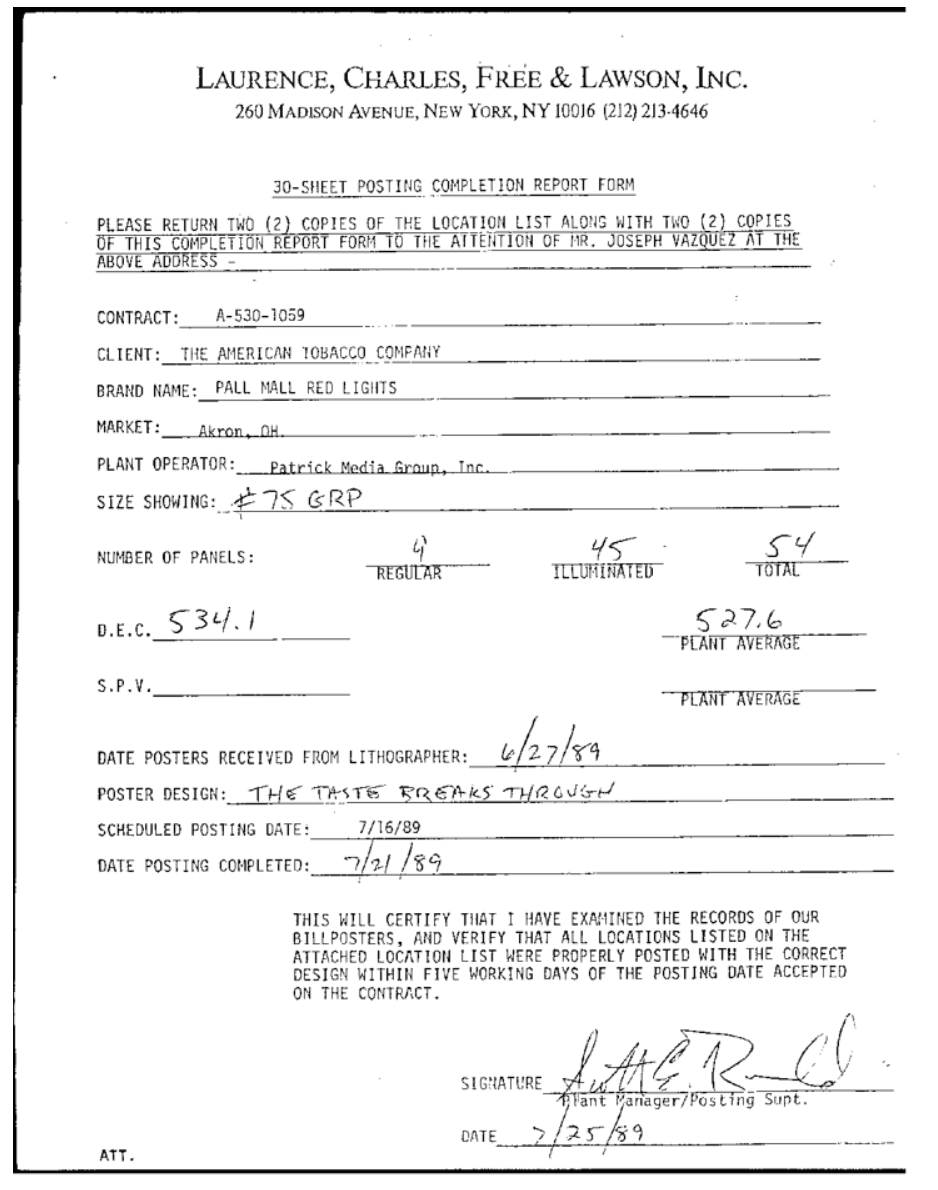 LAURENCE, CHARLES, FREE & LAWSON, INC.
260 MADISON AVENUE, NEW YORK, NY 10016 (212) 213-4646
30-SHEET POSTING COMPLETION REPORT FORM
PLEASE RETURN TWO (2) COPIES OF THE LOCATION LIST ALONG WITH TWO (2) COPIES
OF THIS COMPLETION REPORT FORM TO THE ATTENTION OF MR. JOSEPH VAZQUEZ AT THE
ABOVE ADDRESS -
CONTRACT: A-530-1059
CLIENT: THE AMERICAN TOBACCO COMPANY
BRAND NAME: PALL MALL RED LIGHTS
MARKET: Akron, OH.
PLANT OPERATOR: Patrick Media Group, Inc.
SIZE SHOWING: #75 GRP
NUMBER OF PANELS: 9 45 54
REGULAR ILLUMINATED TOTAL
D.E.C. 534.1 527.6
PLANT AVERAGE
S.P.V.
PLANT AVERAGE
DATE POSTERS RECEIVED FROM LITHOGRAPHER: 6/27/89
POSTER DESIGN: THE TASTE BREAKS THROUGH
SCHEDULED POSTING DATE: 7/16/89
DATE POSTING COMPLETED: 7/21/89
THIS WILL CERTIFY THAT I HAVE EXAMINED THE RECORDS OF OUR
BILLPOSTERS, AND VERIFY THAT ALL LOCATIONS LISTED ON THE
ATTACHED LOCATION LIST WERE PROPERLY POSTED WITH THE CORRECT
DESIGN WITHIN FIVE WORKING DAYS OF THE POSTING DATE ACCEPTED
ON THE CONTRACT.
SIGNATURE
Plant Manager/Posting Supt.
DATE 7/25/89
ATT.